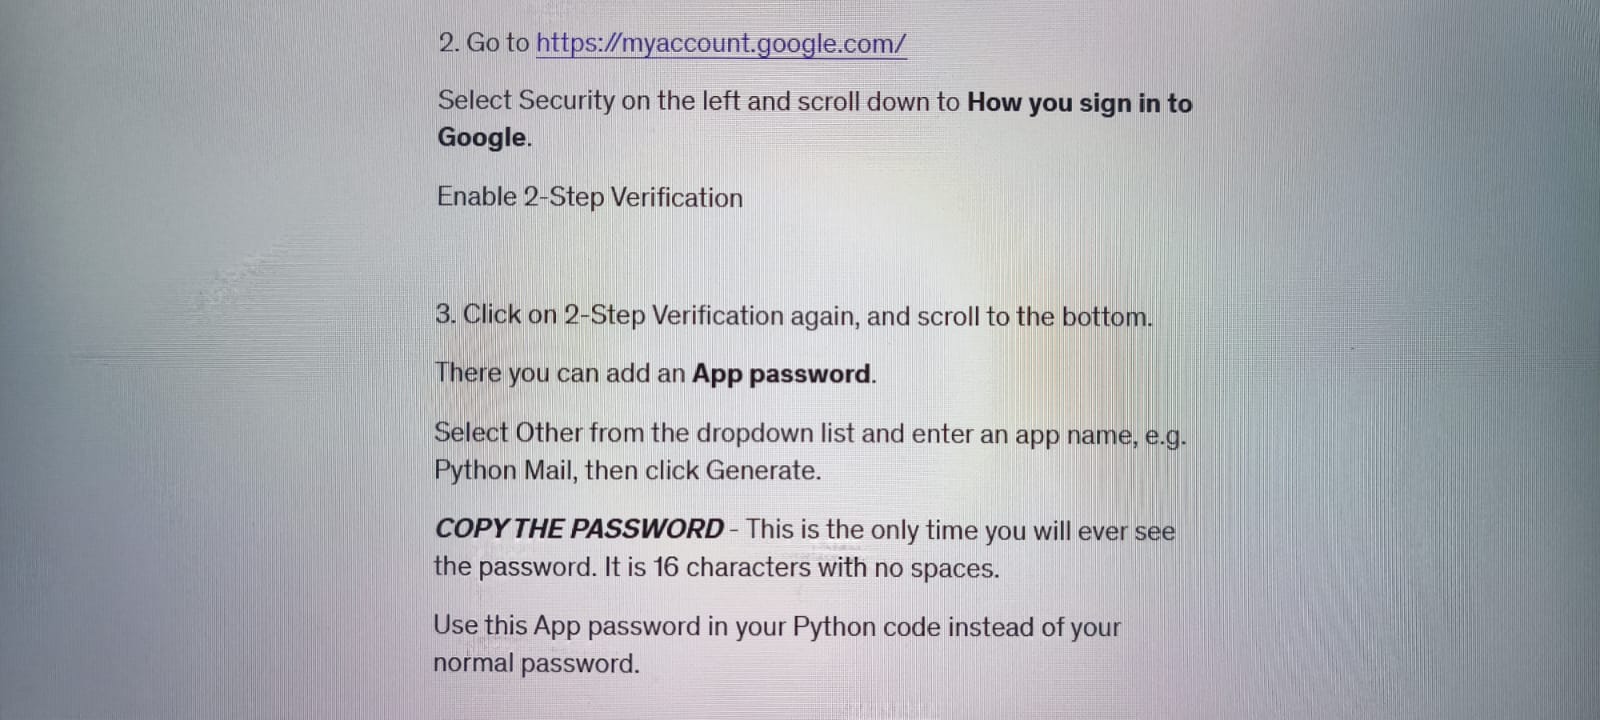 2. Go to https://myaccount.google.com/
Select Security on the left and scroll down to How you sign in to
Google.
Enable 2-Step Verification
3. Click on 2-Step Verification again, and scroll to the bottom.
There you can add an App password.
Select Other from the dropdown list and enter an app name, e.g.
Python Mail, then click Generate.
COPY THE PASSWORD - This is the only time you will ever see
the password. It is 16 characters with no spaces.
Use this App password in your Python code instead of your
normal password.